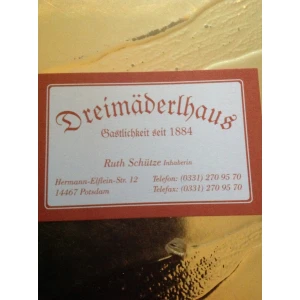 Dreimäderlhaus
Gastlichkeit seit 1884
Ruth Schütze Inhaberin
Hermann-Elflein-Str. 12 Telefon: (0331) 270 95 70
14467 Potsdam Telefax: (0331) 270 95 70